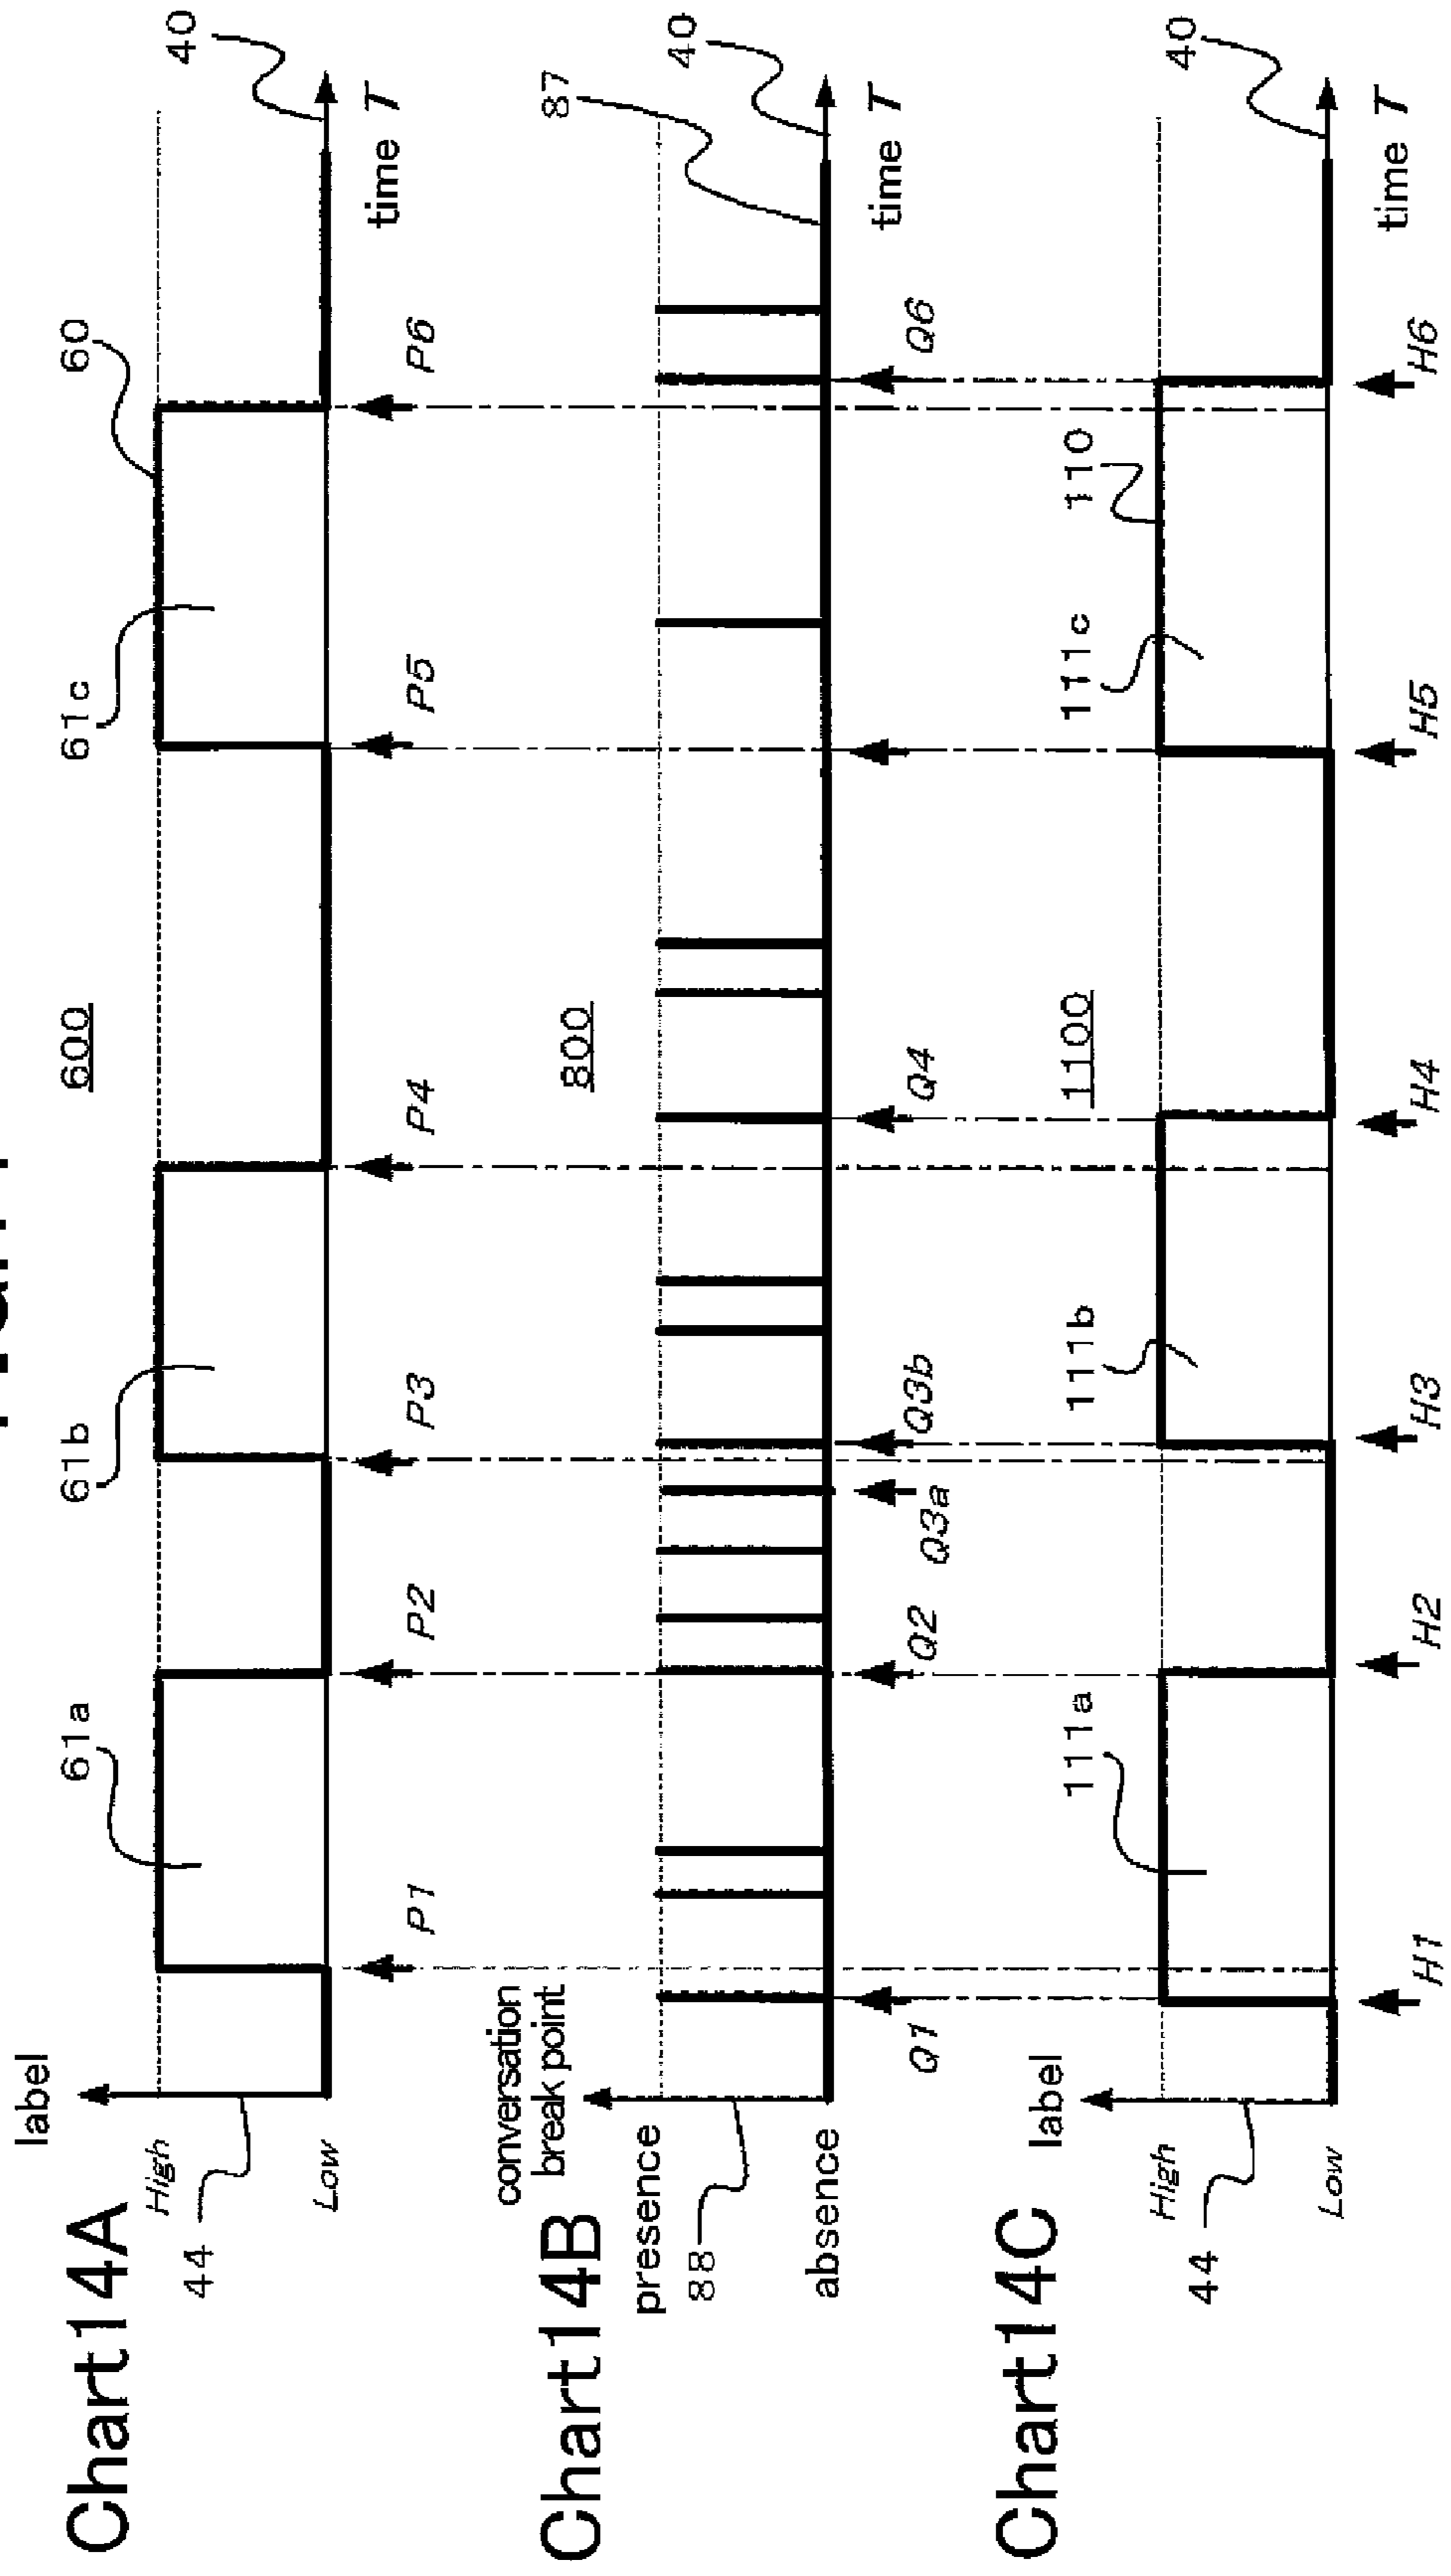 Chart14A
label
High
Low
44
61a
61b
600
61c
60
40
P1
P2
P3
P4
P5
P6
time T
Chart14B
conversation
break point
presence
absence
88
800
87
40
Q1
Q2
Q3a
Q3b
Q4
Q6
time T
Chart14C
label
High
Low
44
111a
111b
1100
111c
110
40
H1
H2
H3
H4
H5
H6
time T